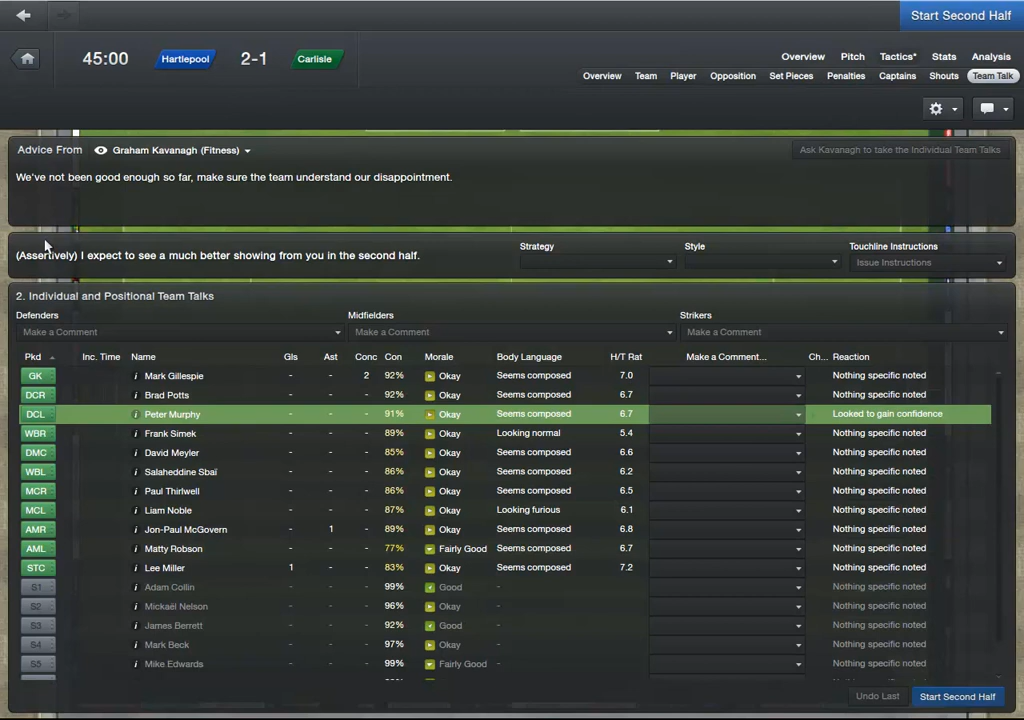 Start Second Half
45:00 Hartlepool 2-1 Carlisle
Overview Pitch Tactics* Stats Analysis
Overview Team Player Opposition Set Pieces Penalties Captains Shouts Team Talk
Advice From Graham Kavanagh (Fitness) Ask Kavanagh to take the Individual Team Talks
We've not been good enough so far, make sure the team understand our disappointment.
Strategy Style Touchline Instructions
(Assertively) I expect to see a much better showing from you in the second half.
Issue Instructions
2. Individual and Positional Team Talks
Defenders Midfielders Strikers
Make a Comment Make a Comment Make a Comment
Pkd Inc. Time Name Gls Ast Conc Con Morale Body Language H/T Rat Make a Comment... Ch... Reaction
GK i Mark Gillespie - - 2 92% Okay Seems composed 7.0 Nothing specific noted
DCR i Brad Potts - - - 92% Okay Seems composed 6.7 Nothing specific noted
DCL i Peter Murphy - - - 91% Okay Seems composed 6.7 Looked to gain confidence
WBR i Frank Simek - - - 89% Okay Looking normal 5.4 Nothing specific noted
DMC i David Meyler - - - 85% Okay Seems composed 6.6 Nothing specific noted
WBL i Salaheddine Sbaï - - - 86% Okay Seems composed 6.2 Nothing specific noted
MCR i Paul Thirlwell - - - 86% Okay Seems composed 6.5 Nothing specific noted
MCL i Liam Noble - - - 87% Okay Looking furious 6.1 Nothing specific noted
AMR i Jon-Paul McGovern - 1 - 89% Okay Seems composed 6.8 Nothing specific noted
AML i Matty Robson - - - 77% Fairly Good Seems composed 6.7 Nothing specific noted
STC i Lee Miller 1 - - 83% Okay Seems composed 7.2 Nothing specific noted
S1 i Adam Collin - - - 99% Good - Nothing specific noted
S2 i Mickaël Nelson - - - 96% Okay - Nothing specific noted
S3 i James Berrett - - - 92% Good - Nothing specific noted
S4 i Mark Beck - - - 97% Okay - Nothing specific noted
S5 i Mike Edwards - - - 99% Fairly Good - Nothing specific noted
Undo Last Start Second Half